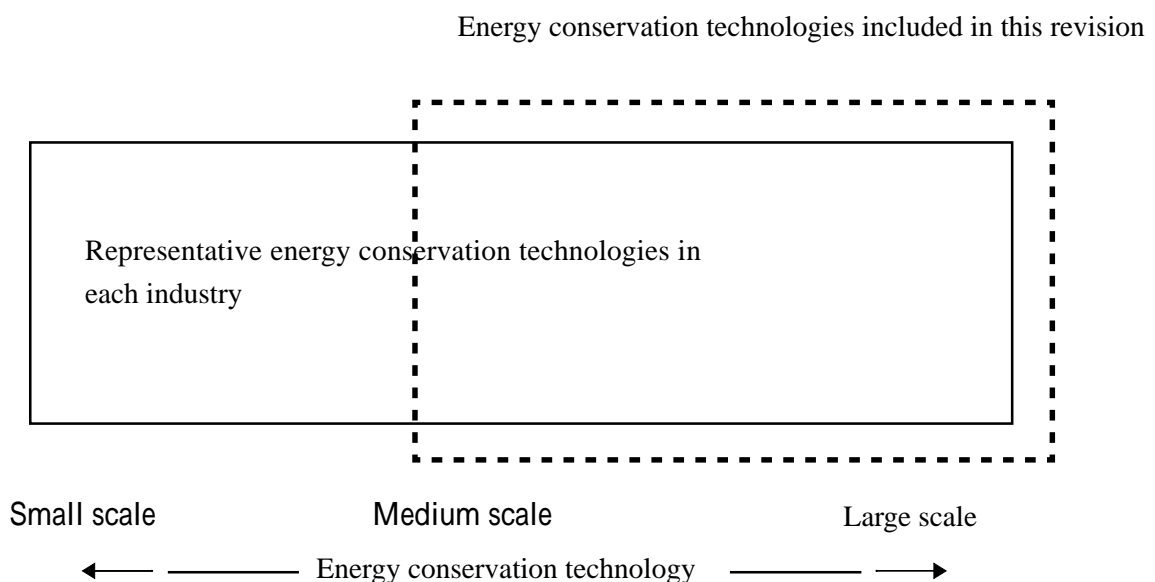 Energy conservation technologies included in this revision
Representative energy conservation technologies in
each industry
Small scale
Medium scale
Large scale
Energy conservation technology